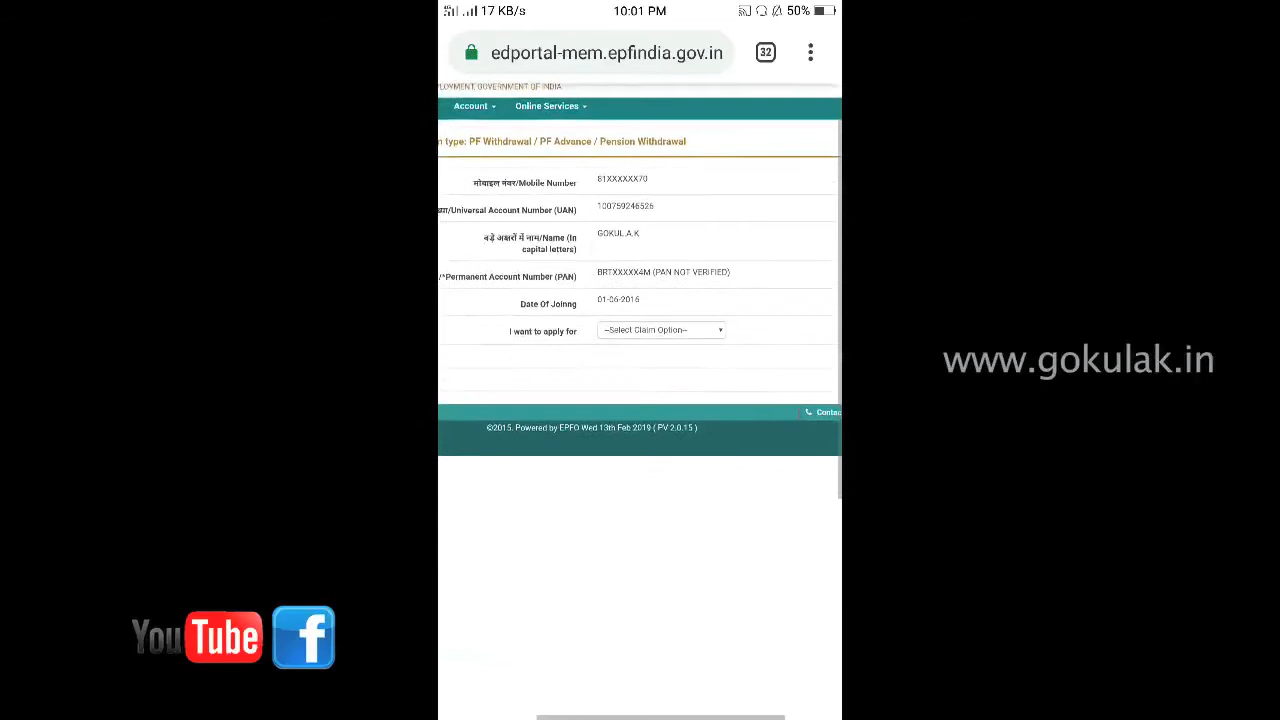 17 KB/s 10:01 PM 50%
edportal-mem.epfindia.gov.in 32
LOYMENT, GOVERNMENT OF INDIA
Account Online Services
n type: PF Withdrawal / PF Advance / Pension Withdrawal
मोबाइल नंबर/Mobile Number 81XXXXXX70
ख्या/Universal Account Number (UAN) 100759246526
बड़े अक्षरों में नाम/Name (In GOKUL.A.K
capital letters)
/*Permanent Account Number (PAN) BRTXXXXX4M (PAN NOT VERIFIED)
Date Of Joinng 01-06-2016
I want to apply for --Select Claim Option--
Contac
©2015. Powered by EPFO Wed 13th Feb 2019 ( PV 2.0.15 )
www.gokulak.in
YouTube f